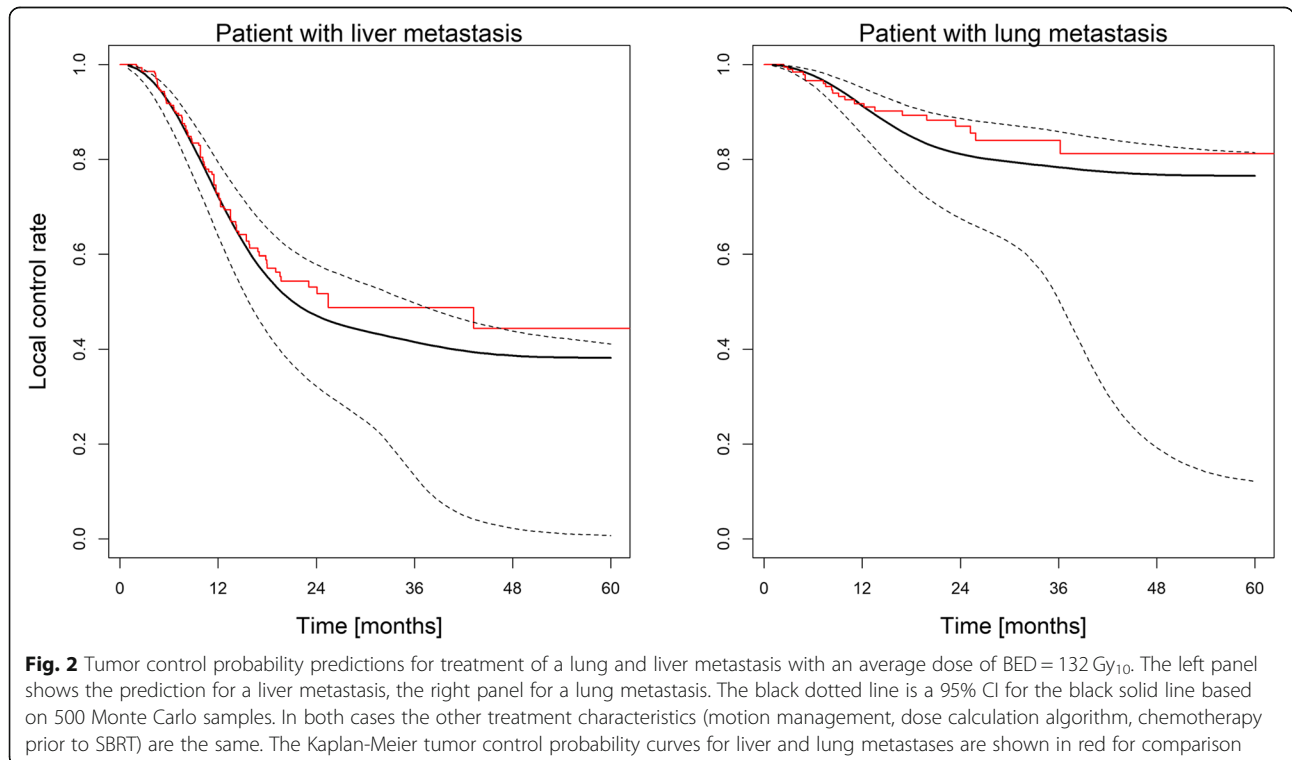 Patient with liver metastasis
Patient with lung metastasis
Local control rate
1.0
0.8
0.6
0.4
0.2
0.0
0 12 24 36 48 60
Time [months]
1.0
0.8
0.6
0.4
0.2
0.0
0 12 24 36 48 60
Time [months]
Fig. 2 Tumor control probability predictions for treatment of a lung and liver metastasis with an average dose of BED = 132 Gy₁₀. The left panel
shows the prediction for a liver metastasis, the right panel for a lung metastasis. The black dotted line is a 95% CI for the black solid line based
on 500 Monte Carlo samples. In both cases the other treatment characteristics (motion management, dose calculation algorithm, chemotherapy
prior to SBRT) are the same. The Kaplan-Meier tumor control probability curves for liver and lung metastases are shown in red for comparison